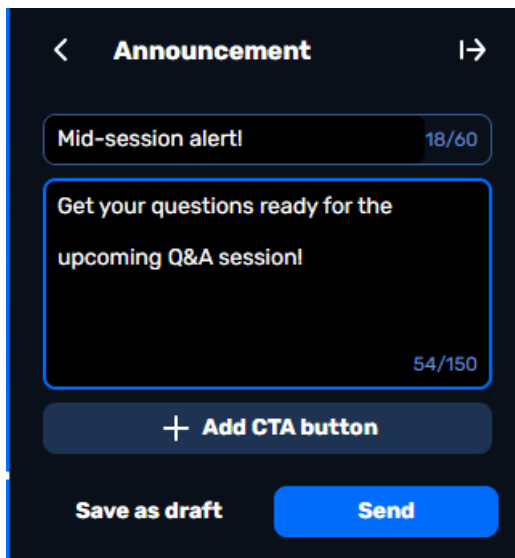 Announcement
Mid-session alert!
18/60
Get your questions ready for the
upcoming Q&A session!
54/150
Add CTA button
Save as draft
Send